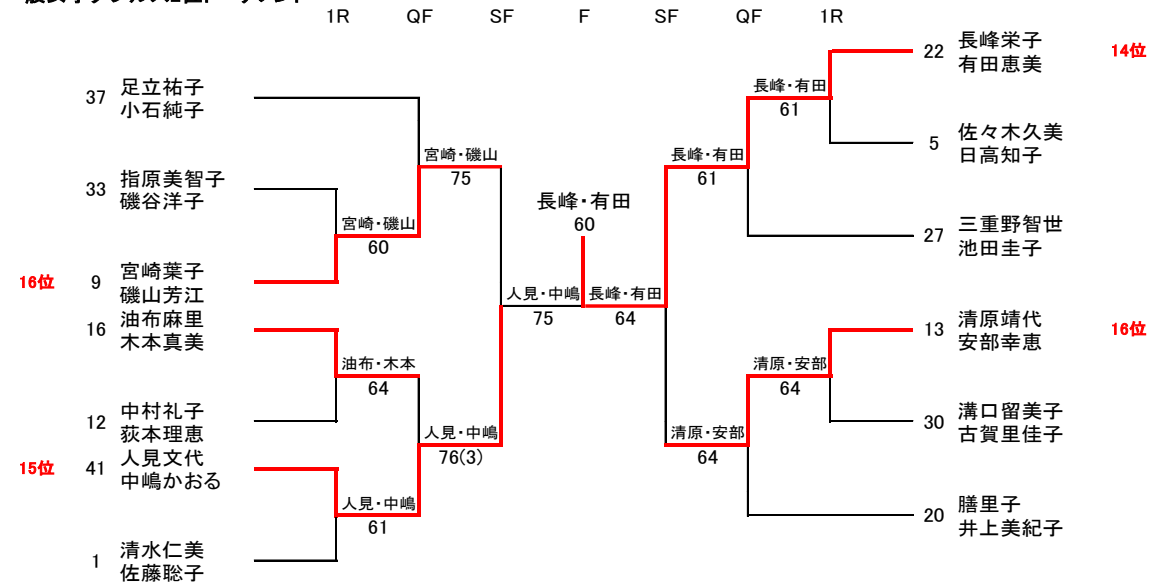 1R QF SF F SF QF 1R
37 足立祐子
小石純子
33 指原美智子
磯谷洋子
16位 9 宮崎葉子
磯山芳江
16 油布麻里
木本真美
12 中村礼子
荻本理恵
15位 41 人見文代
中嶋かおる
1 清水仁美
佐藤聡子
宮崎・磯山
60
油布・木本
64
人見・中嶋
61
宮崎・磯山
75
人見・中嶋
76(3)
人見・中嶋
75
長峰・有田
60
長峰・有田
64
長峰・有田
61
清原・安部
64
長峰・有田
61
清原・安部
64
22 長峰栄子 14位
有田恵美
5 佐々木久美
日高知子
27 三重野智世
池田圭子
13 清原靖代 16位
安部幸恵
30 溝口留美子
古賀里佳子
20 膳里子
井上美紀子